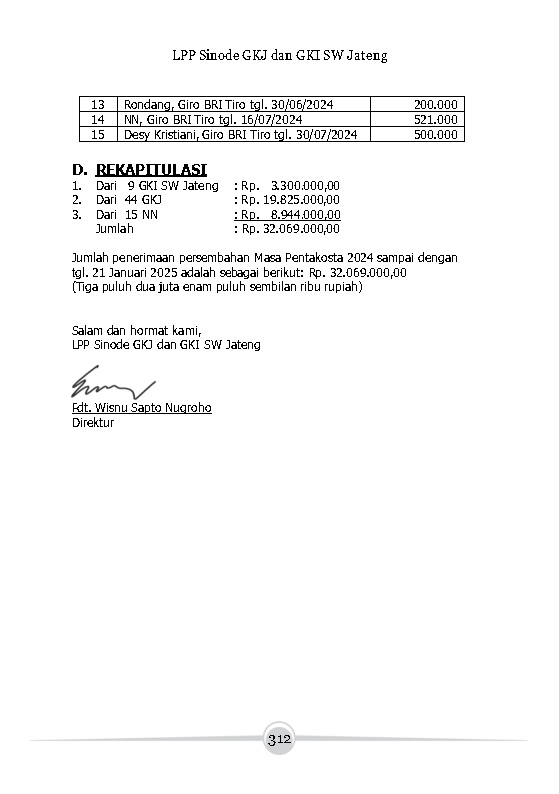 LPP Sinode GKJ dan GKI SW Jateng
13 Rondang, Giro BRI Tiro tgl. 30/06/2024 200.000
14 NN, Giro BRI Tiro tgl. 16/07/2024 521.000
15 Desy Kristiani, Giro BRI Tiro tgl. 30/07/2024 500.000
D. REKAPITULASI
1. Dari 9 GKI SW Jateng : Rp. 3.300.000,00
2. Dari 44 GKJ : Rp. 19.825.000,00
3. Dari 15 NN : Rp. 8.944.000,00
Jumlah : Rp. 32.069.000,00
Jumlah penerimaan persembahan Masa Pentakosta 2024 sampai dengan
tgl. 21 Januari 2025 adalah sebagai berikut: Rp. 32.069.000,00
(Tiga puluh dua juta enam puluh sembilan ribu rupiah)
Salam dan hormat kami,
LPP Sinode GKJ dan GKI SW Jateng
Pdt. Wisnu Sapto Nugroho
Direktur
312